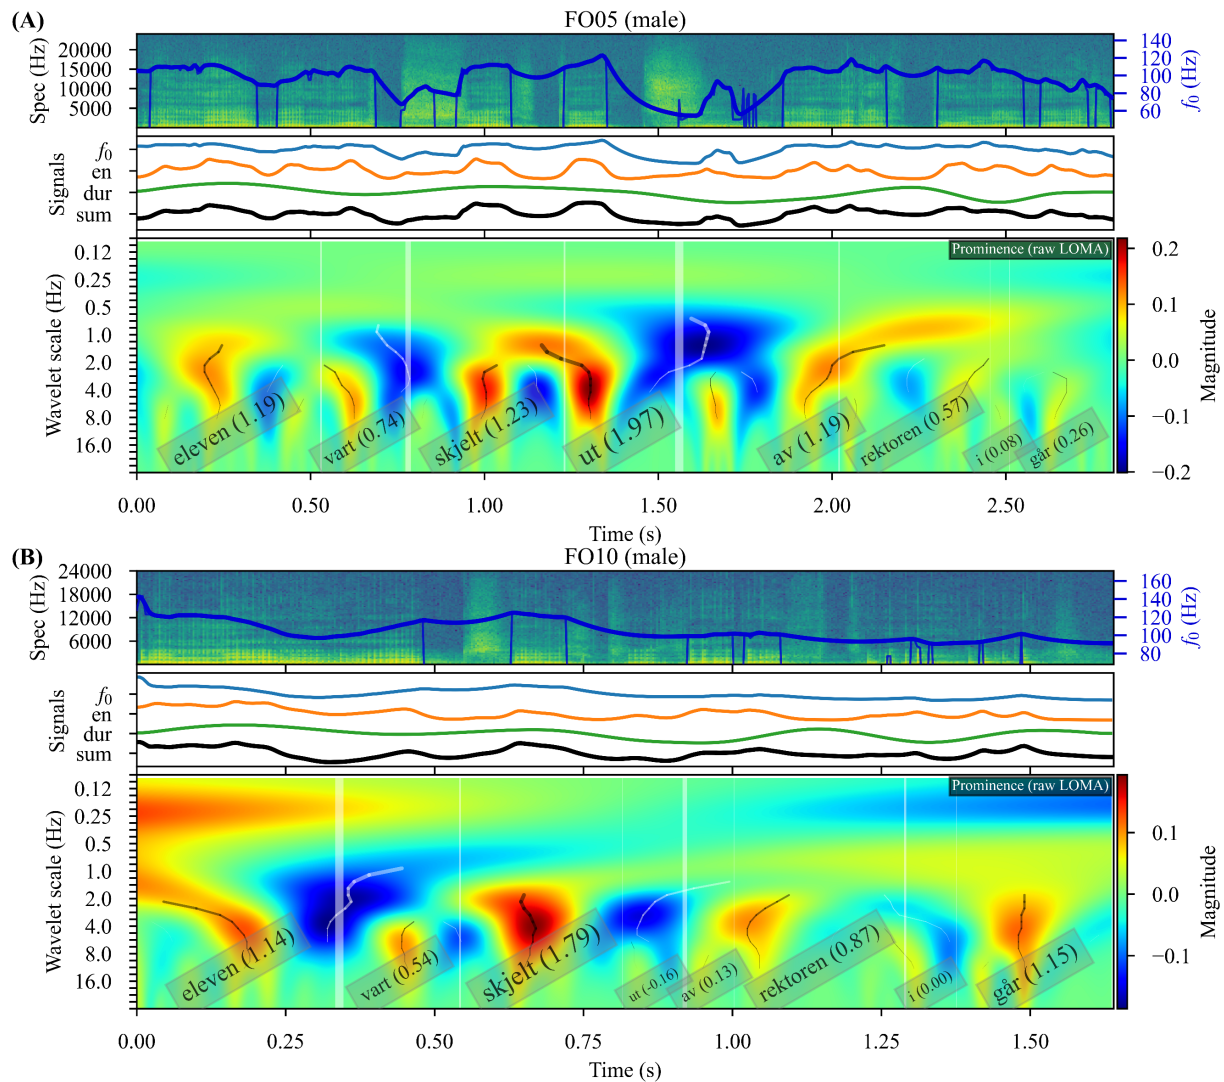 (A)
FO05 (male)
Spec (Hz)
20000
15000
10000
5000
140
120
100
80
60
f0 (Hz)
Signals
f0
en
dur
sum
Wavelet scale (Hz)
0.12
0.25
0.5
1.0
2.0
4.0
8.0
16.0
Prominence (raw LOMA)
eleven (1.19)
vart (0.74)
skjelt (1.23)
ut (1.97)
av (1.19)
rektoren (0.57)
i (0.08)
går (0.26)
0.2
0.1
0.0
−0.1
−0.2
Magnitude
0.00 0.50 1.00 1.50 2.00 2.50
Time (s)
(B)
FO10 (male)
Spec (Hz)
24000
18000
12000
6000
160
140
120
100
80
f0 (Hz)
Signals
f0
en
dur
sum
Wavelet scale (Hz)
0.12
0.25
0.5
1.0
2.0
4.0
8.0
16.0
Prominence (raw LOMA)
eleven (1.14)
vart (0.54)
skjelt (1.79)
ut (-0.16)
av (0.13)
rektoren (0.87)
i (0.00)
går (1.15)
0.1
0.0
−0.1
Magnitude
0.00 0.25 0.50 0.75 1.00 1.25 1.50
Time (s)